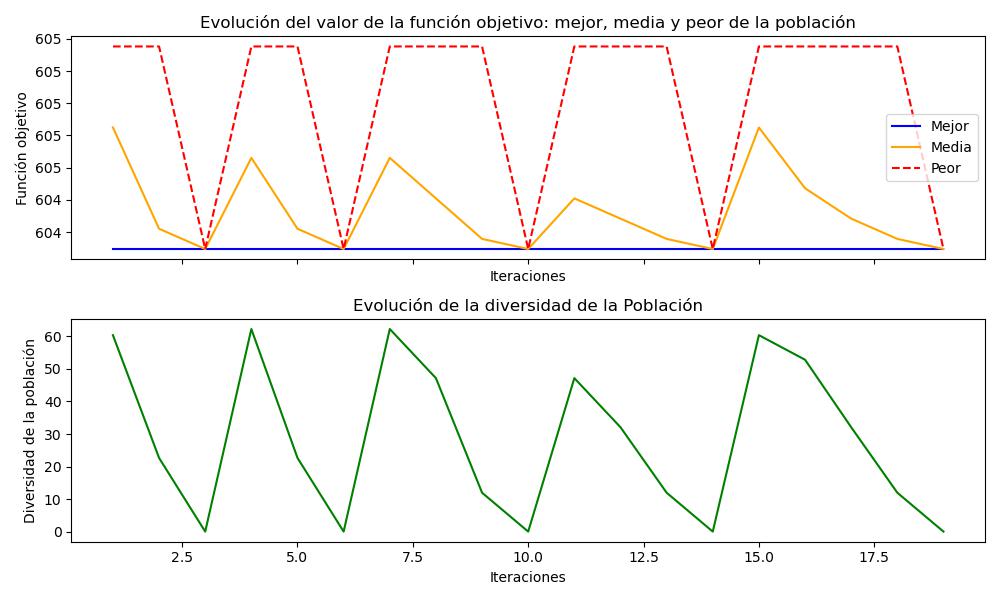 Evolución del valor de la función objetivo: mejor, media y peor de la población
605
605
605
605
605
604
604
Función objetivo
Mejor
Media
Peor
Iteraciones
Evolución de la diversidad de la Población
60
50
40
30
20
10
0
Diversidad de la población
2.5
5.0
7.5
10.0
12.5
15.0
17.5
Iteraciones